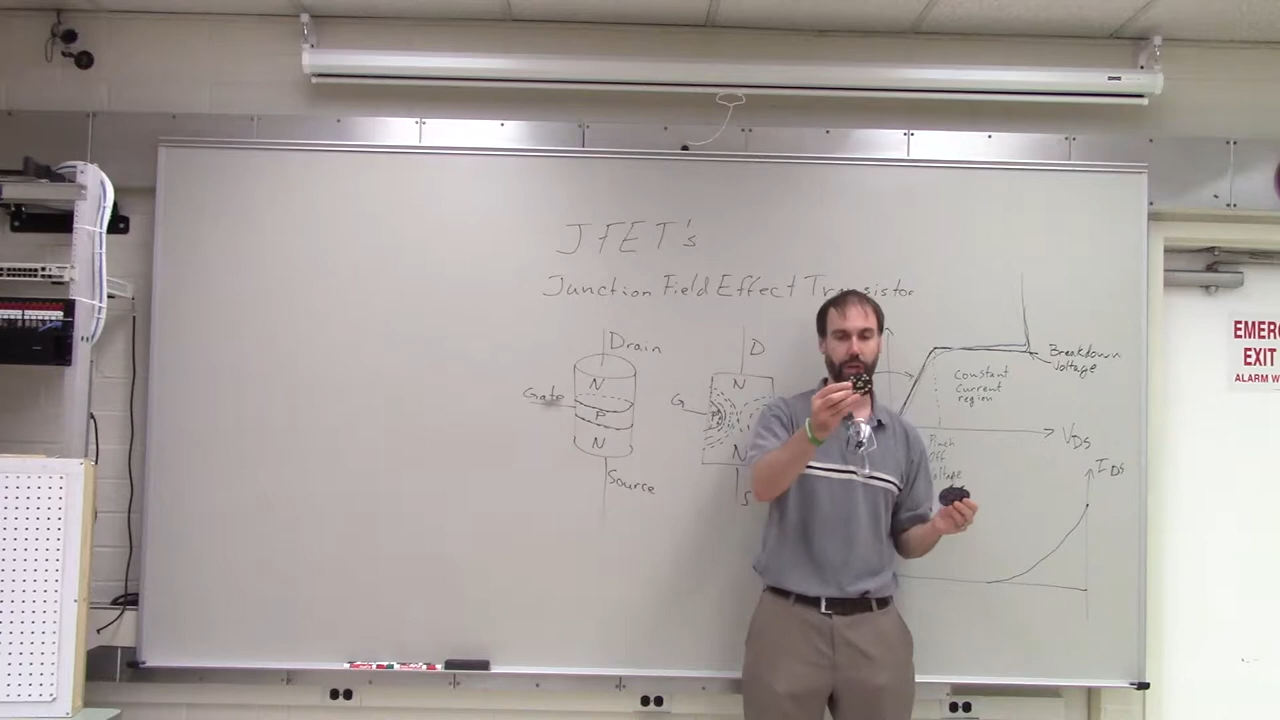 JFET's
Junction Field Effect Transistor
Drain
N
Gate
P
N
Source
D
N
G
P
N
S
Breakdown
Voltage
Constant
Current
region
VDS
Pinch
Off
Voltage
IDS
EMER
EXIT
ALARM W